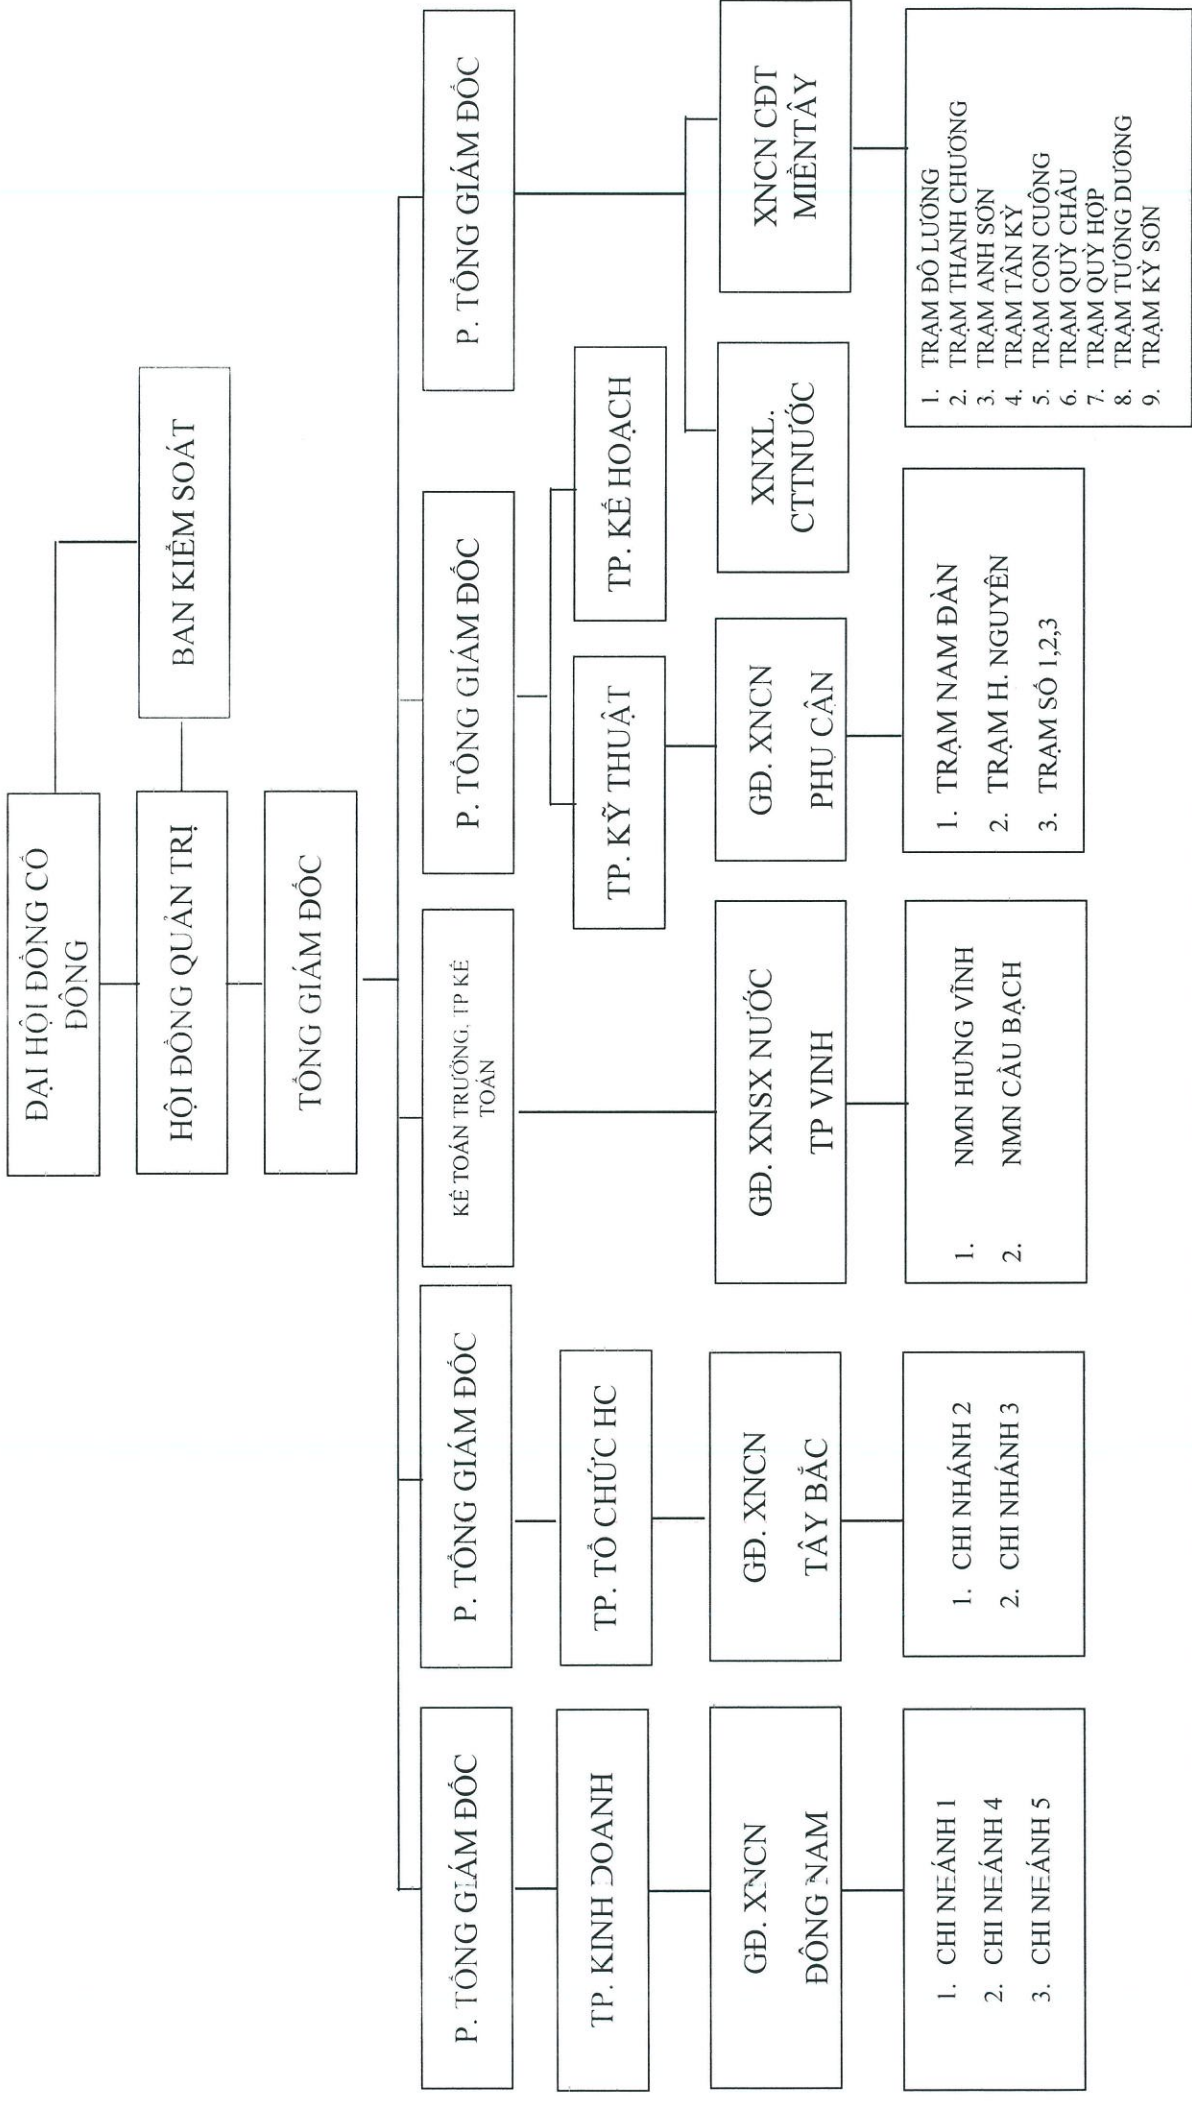 ĐẠI HỘI ĐỒNG CỔ
ĐÔNG
HỘI ĐỒNG QUẢN TRỊ
BAN KIỂM SOÁT
TỔNG GIÁM ĐỐC
P. TỔNG GIÁM ĐỐC
P. TỔNG GIÁM ĐỐC
KẾ TOÁN TRƯỞNG, TP KẾ
TOÁN
P. TỔNG GIÁM ĐỐC
P. TỔNG GIÁM ĐỐC
TP. KINH DOANH
TP. TỔ CHỨC HC
TP. KỸ THUẬT
TP. KẾ HOẠCH
GĐ. XNCN
ĐÔNG NAM
GĐ. XNCN
TÂY BẮC
GĐ. XNSX NƯỚC
TP VINH
GĐ. XNCN
PHỤ CẬN
XNXL.
CTTNƯỚC
XNCN CĐT
MIỀNTÂY
1. CHI NHÁNH 1
2. CHI NHÁNH 4
3. CHI NHÁNH 5
1. CHI NHÁNH 2
2. CHI NHÁNH 3
1. NMN HƯNG VĨNH
2. NMN CẦU BẠCH
1. TRẠM NAM ĐÀN
2. TRẠM H. NGUYÊN
3. TRẠM SỐ 1,2,3
1. TRẠM ĐÔ LƯƠNG
2. TRẠM THANH CHƯƠNG
3. TRẠM ANH SƠN
4. TRẠM TÂN KỲ
5. TRẠM CON CUÔNG
6. TRẠM QUỲ CHÂU
7. TRẠM QUỲ HỢP
8. TRẠM TƯƠNG DƯƠNG
9. TRẠM KỲ SƠN